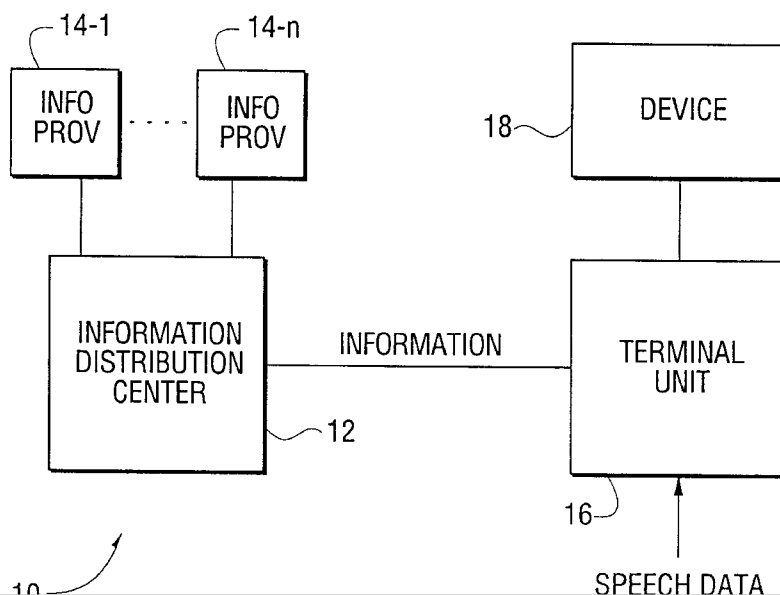 14-1
14-n
INFO
PROV
INFO
PROV
DEVICE
18
INFORMATION
DISTRIBUTION
CENTER
INFORMATION
TERMINAL
UNIT
12
16
10
SPEECH DATA